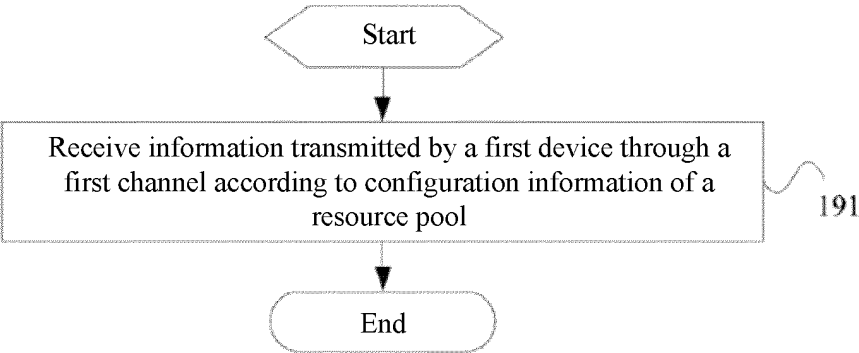 Start
Receive information transmitted by a first device through a
first channel according to configuration information of a
resource pool
191
End